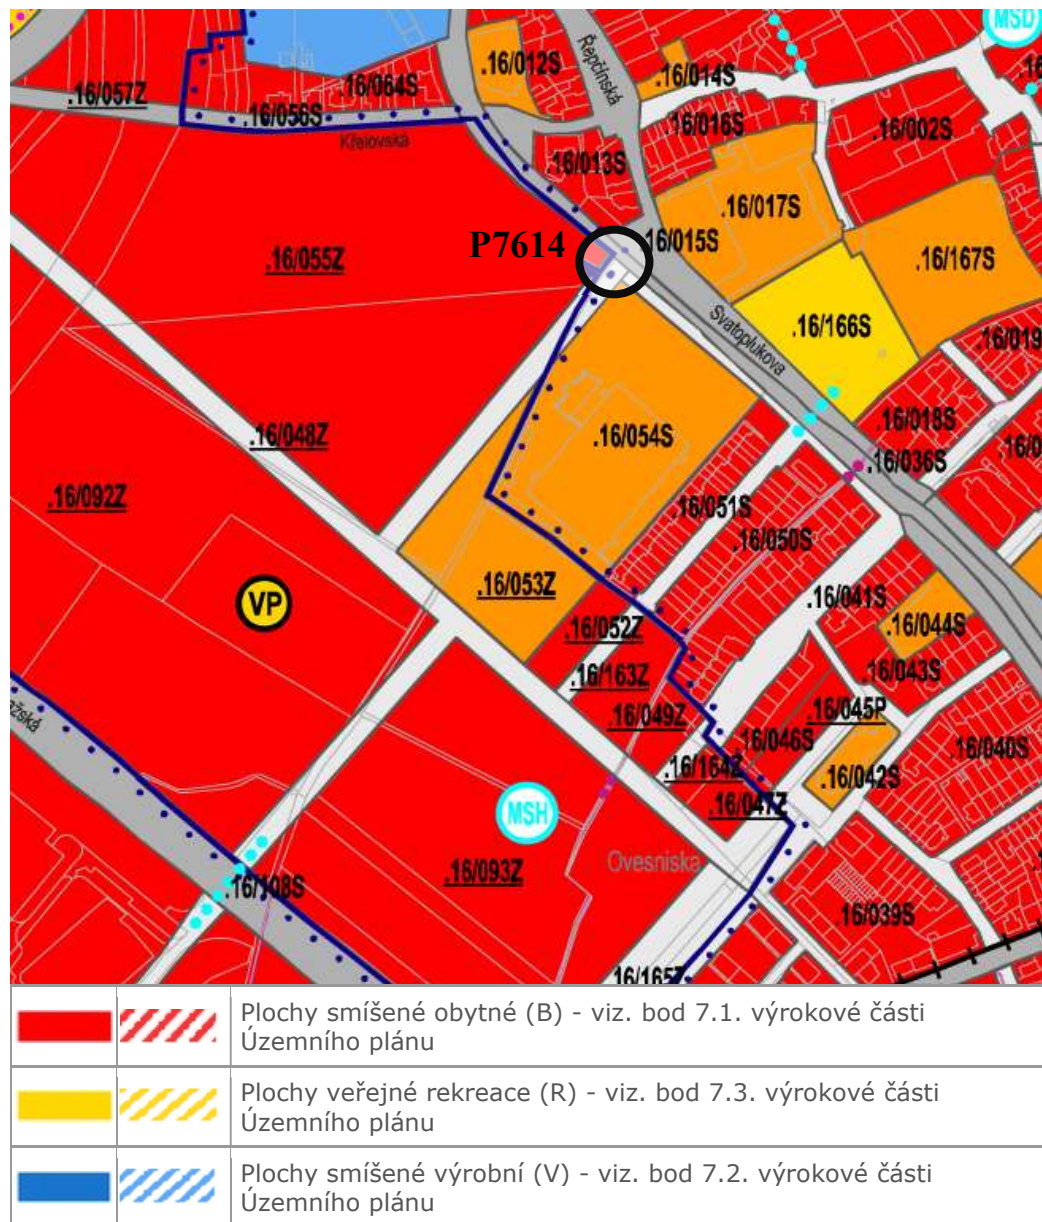 MSD
.16/012S
Řepčínská
.16/014S
.16/057Z
.16/064S
.16/056S
Křelovska
.16/016S
.16/002S
.16/013S
.16/017S
P7614
.16/015S
.16/055Z
.16/167S
Svatoplukova
.16/166S
.16/019
.16/048Z
.16/054S
.16/018S
.16/036S
.16/092Z
.16/051S
.16/050S
VP
.16/053Z
.16/041S
.16/044S
.16/052Z
.16/163Z
.16/043S
.16/049Z
.16/045P
.16/046S
.16/040S
.16/164Z
.16/042S
.16/047Z
MSH
Ovesniska
.16/093Z
.16/108S
.16/039S
16/165Z
Plochy smíšené obytné (B) - viz. bod 7.1. výrokové části
Územního plánu
Plochy veřejné rekreace (R) - viz. bod 7.3. výrokové části
Územního plánu
Plochy smíšené výrobní (V) - viz. bod 7.2. výrokové části
Územního plánu